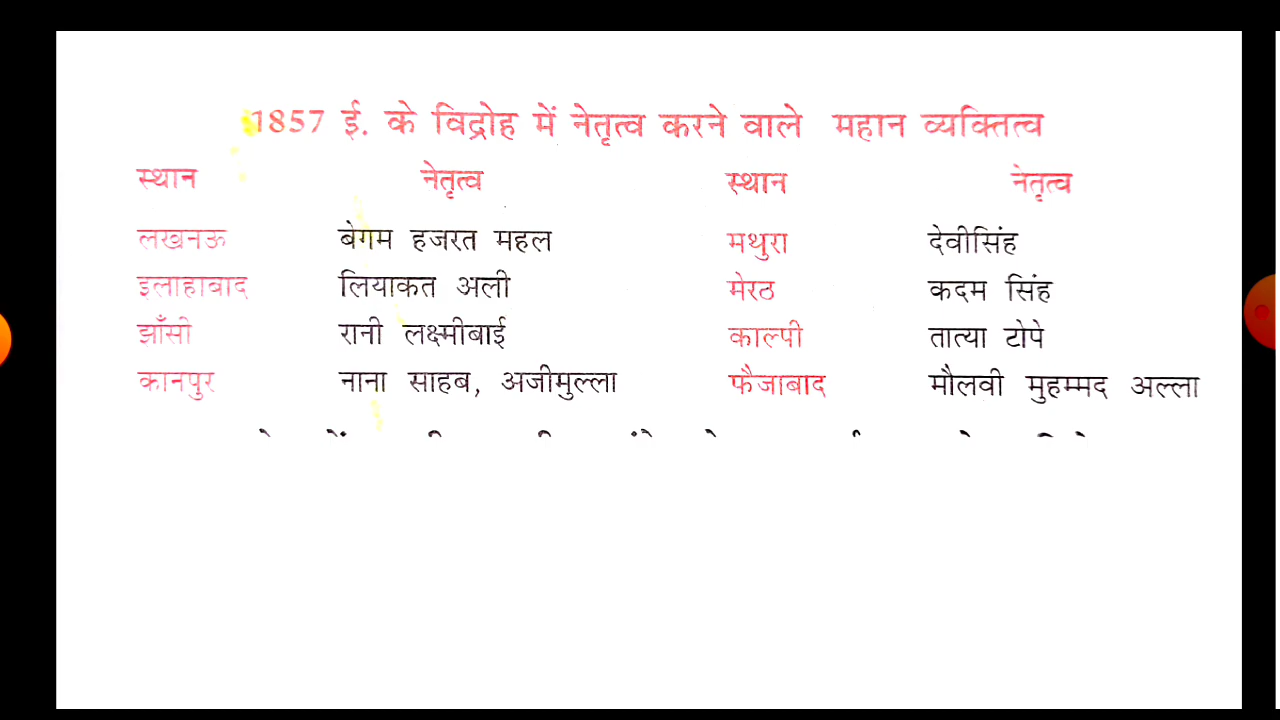 1857 ई. के विद्रोह में नेतृत्व करने वाले महान व्यक्तित्व
स्थान नेतृत्व स्थान नेतृत्व
लखनऊ बेगम हजरत महल मथुरा देवीसिंह
इलाहाबाद लियाकत अली मेरठ कदम सिंह
झाँसी रानी लक्ष्मीबाई काल्पी तात्या टोपे
कानपुर नाना साहब, अजीमुल्ला फैजाबाद मौलवी मुहम्मद अल्ला